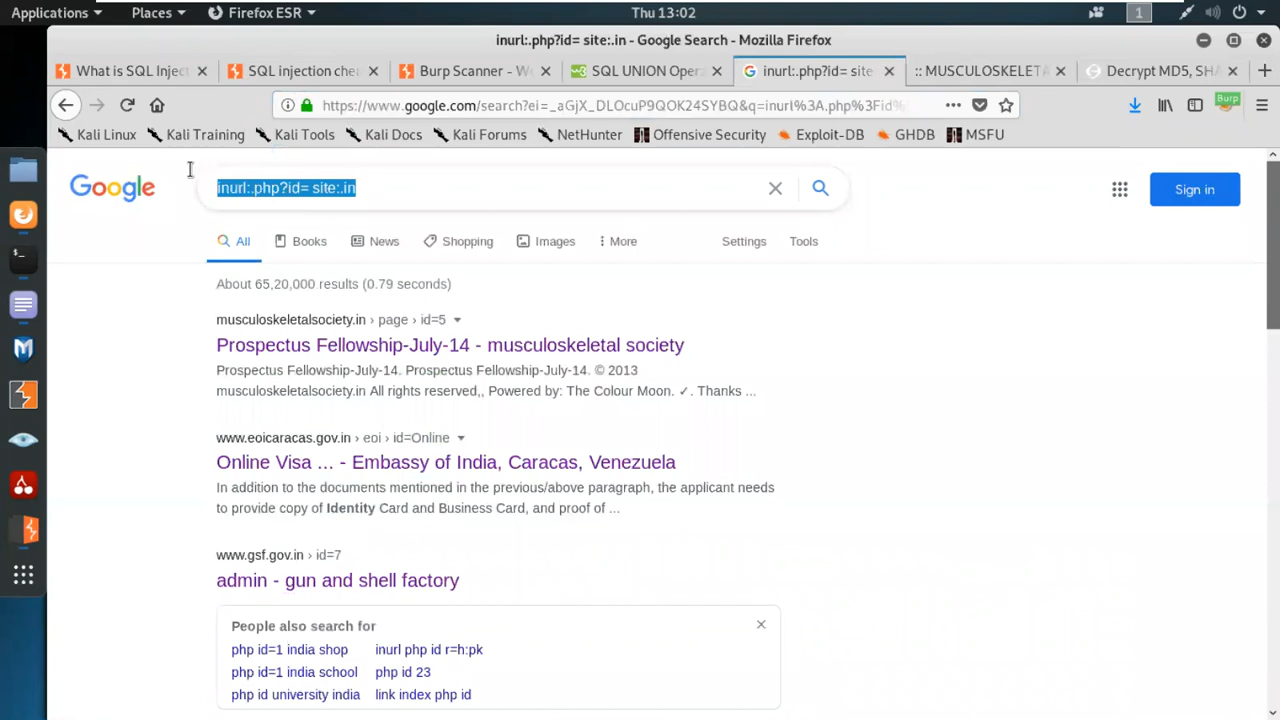 Applications Places Firefox ESR Thu 13:02 1
inurl:.php?id= site:.in - Google Search - Mozilla Firefox
What is SQL Inject SQL injection chea Burp Scanner - We SQL UNION Opera inurl:.php?id= site :: MUSCULOSKELETA Decrypt MD5, SHA
https://www.google.com/search?ei=_aGjX_DLOcuP9QOK24SYBQ&q=inurl%3A.php%3Fid% Burp
Kali Linux Kali Training Kali Tools Kali Docs Kali Forums NetHunter Offensive Security Exploit-DB GHDB MSFU
Google inurl:.php?id= site:.in Sign in
All Books News Shopping Images More Settings Tools
About 65,20,000 results (0.79 seconds)
musculoskeletalsociety.in › page › id=5
Prospectus Fellowship-July-14 - musculoskeletal society
Prospectus Fellowship-July-14. Prospectus Fellowship-July-14. © 2013
musculoskeletalsociety.in All rights reserved,, Powered by: The Colour Moon. ✓. Thanks ...
www.eoicaracas.gov.in › eoi › id=Online
Online Visa ... - Embassy of India, Caracas, Venezuela
In addition to the documents mentioned in the previous/above paragraph, the applicant needs
to provide copy of Identity Card and Business Card, and proof of ...
www.gsf.gov.in › id=7
admin - gun and shell factory
People also search for
php id=1 india shop inurl php id r=h:pk
php id=1 india school php id 23
php id university india link index php id